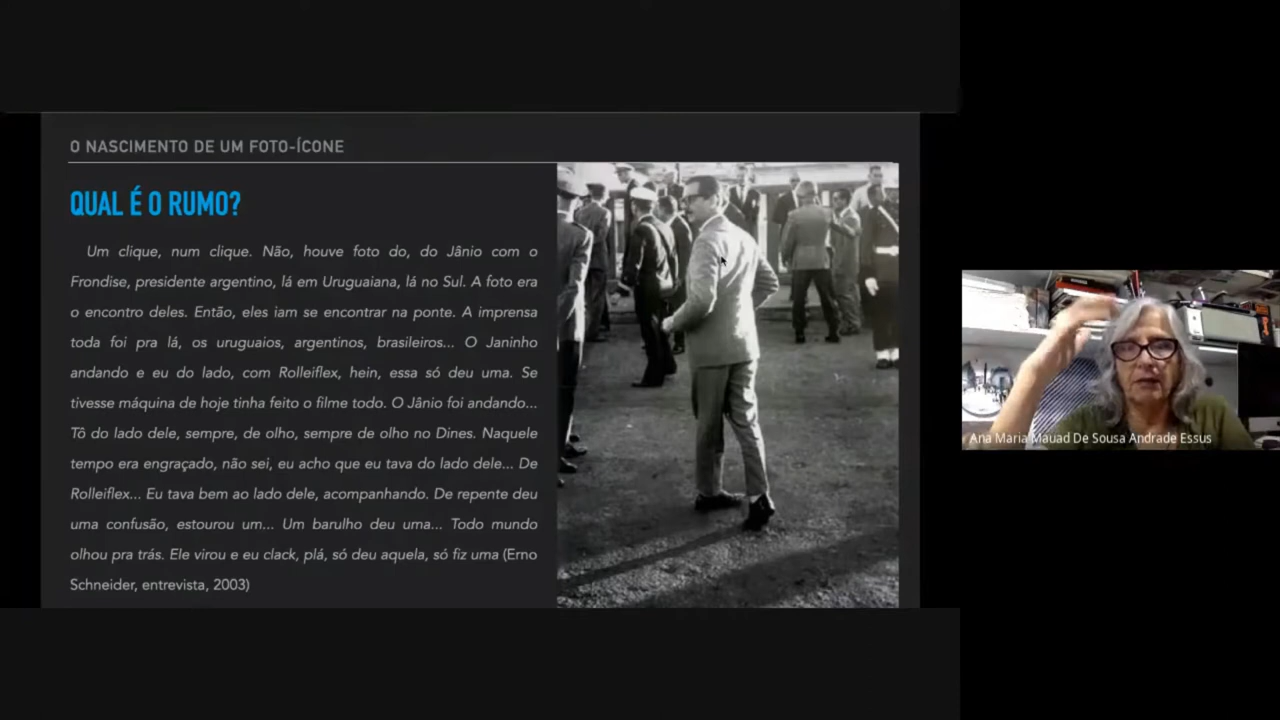 O NASCIMENTO DE UM FOTO-ÍCONE
QUAL É O RUMO?
Um clique, num clique. Não, houve foto do, do Jânio com o
Frondise, presidente argentino, lá em Uruguaiana, lá no Sul. A foto era
o encontro deles. Então, eles iam se encontrar na ponte. A imprensa
toda foi pra lá, os uruguaios, argentinos, brasileiros... O Janinho
andando e eu do lado, com Rolleiflex, hein, essa só deu uma. Se
tivesse máquina de hoje tinha feito o filme todo. O Jânio foi andando...
Tô do lado dele, sempre, de olho, sempre de olho no Dines. Naquele
tempo era engraçado, não sei, eu acho que eu tava do lado dele... De
Rolleiflex... Eu tava bem ao lado dele, acompanhando. De repente deu
uma confusão, estourou um... Um barulho deu uma... Todo mundo
olhou pra trás. Ele virou e eu clack, plá, só deu aquela, só fiz uma (Erno
Schneider, entrevista, 2003)
Ana Maria Mauad De Sousa Andrade Essus